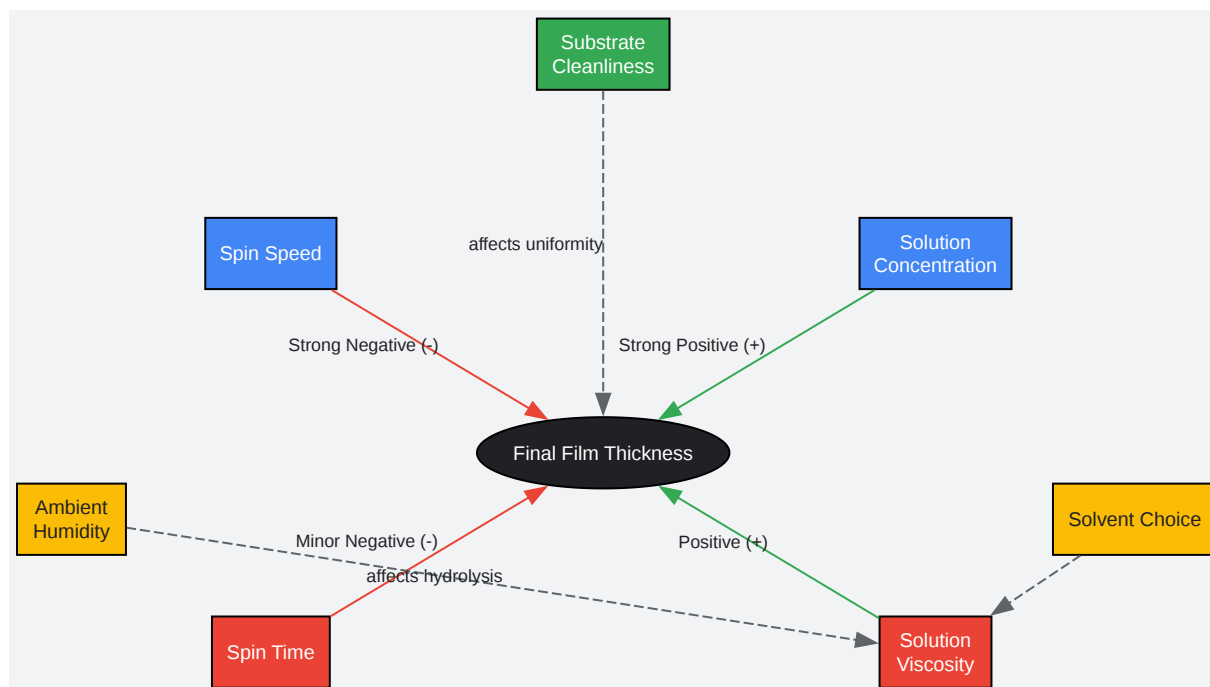 Substrate
Cleanliness
affects uniformity
Spin Speed
Solution
Concentration
Strong Negative (-)
Strong Positive (+)
Final Film Thickness
Ambient
Humidity
Solvent Choice
Minor Negative (-)
Positive (+)
affects hydrolysis
Spin Time
Solution
Viscosity